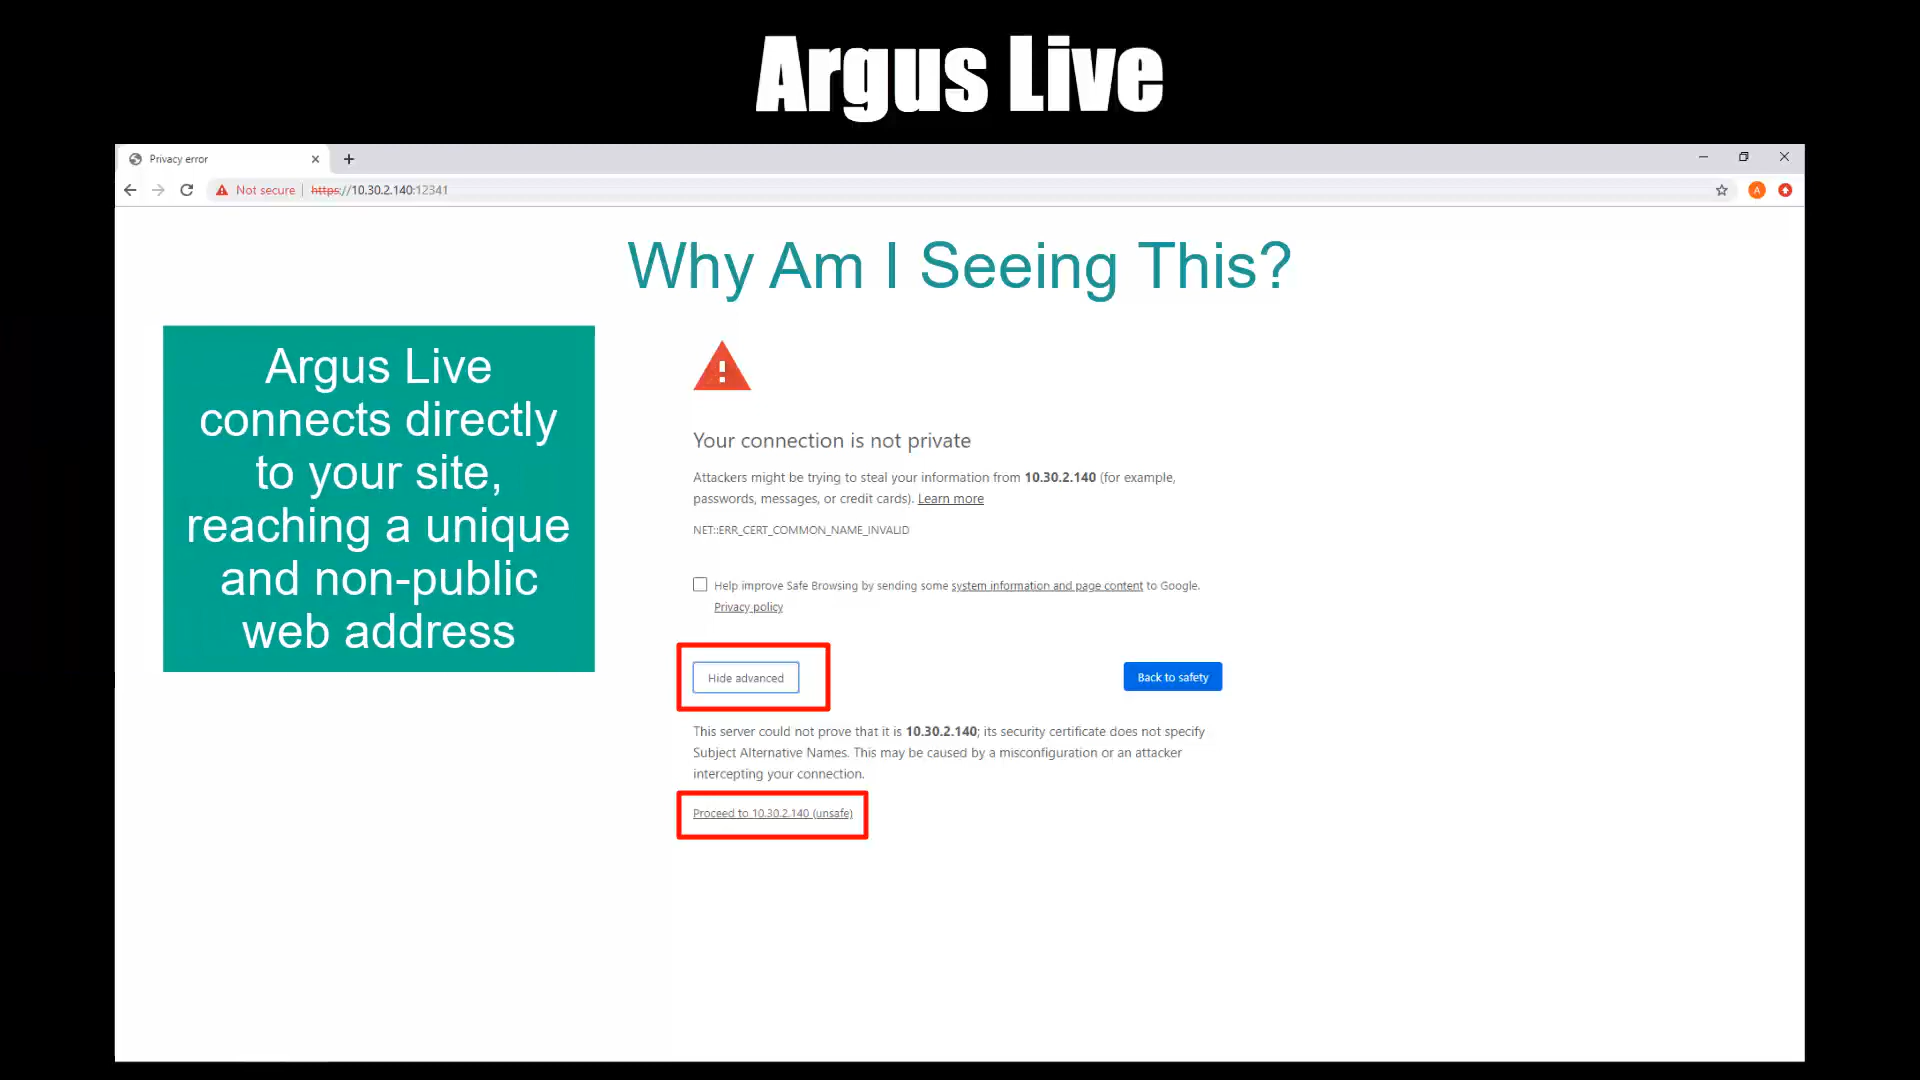 Argus Live
Privacy error
Not secure
https://10.30.2.140:12341
A
Why Am I Seeing This?
Argus Live
connects directly
to your site,
reaching a unique
and non-public
web address
Your connection is not private
Attackers might be trying to steal your information from 10.30.2.140 (for example,
passwords, messages, or credit cards). Learn more
NET::ERR_CERT_COMMON_NAME_INVALID
Help improve Safe Browsing by sending some system information and page content to Google.
Privacy policy
Hide advanced
Back to safety
This server could not prove that it is 10.30.2.140; its security certificate does not specify
Subject Alternative Names. This may be caused by a misconfiguration or an attacker
intercepting your connection.
Proceed to 10.30.2.140 (unsafe)